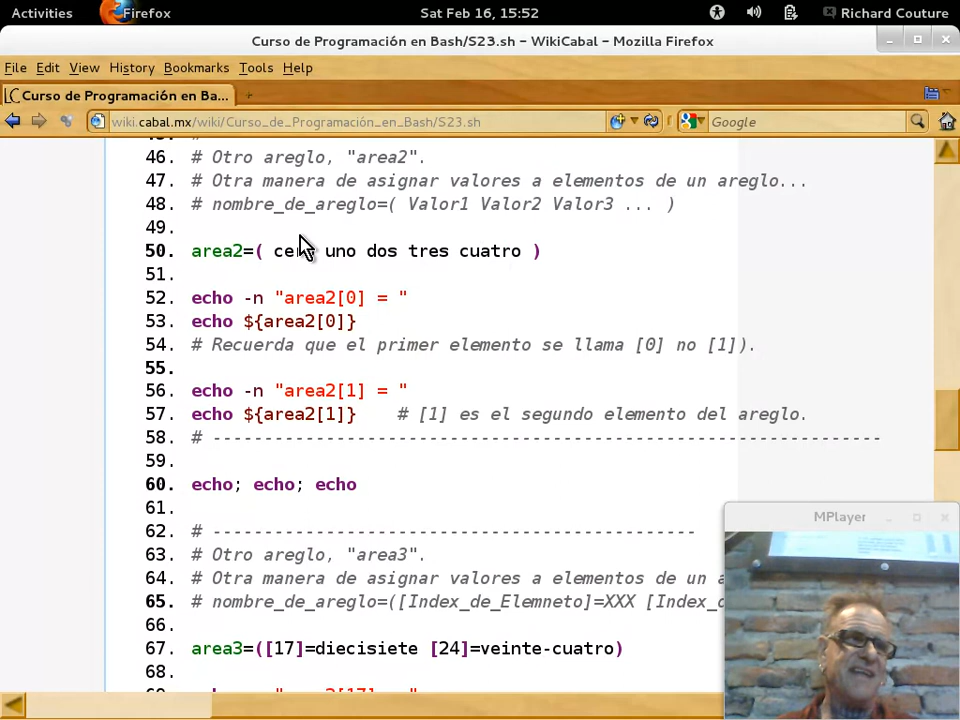 Activities Firefox Sat Feb 16, 15:52 Richard Couture
Curso de Programación en Bash/S23.sh - WikiCabal - Mozilla Firefox
File Edit View History Bookmarks Tools Help
Curso de Programación en Ba...
wiki.cabal.mx/wiki/Curso_de_Programación_en_Bash/S23.sh Google
46. # Otro areglo, "area2".
47. # Otra manera de asignar valores a elementos de un areglo...
48. # nombre_de_areglo=( Valor1 Valor2 Valor3 ... )
49.
50. area2=( uno dos tres cuatro )
51.
52. echo -n "area2[0] = "
53. echo ${area2[0]}
54. # Recuerda que el primer elemento se llama [0] no [1]).
55.
56. echo -n "area2[1] = "
57. echo ${area2[1]} # [1] es el segundo elemento del areglo.
58. # -----------------------------------------------------------------
59.
60. echo; echo; echo
61.
62. # -----------------------------------------------
63. # Otro areglo, "area3".
64. # Otra manera de asignar valores a elementos de un
65. # nombre_de_areglo=([Index_de_Elemneto]=XXX
66.
67. area3=([17]=diecisiete [24]=veinte-cuatro)
68.
MPlayer